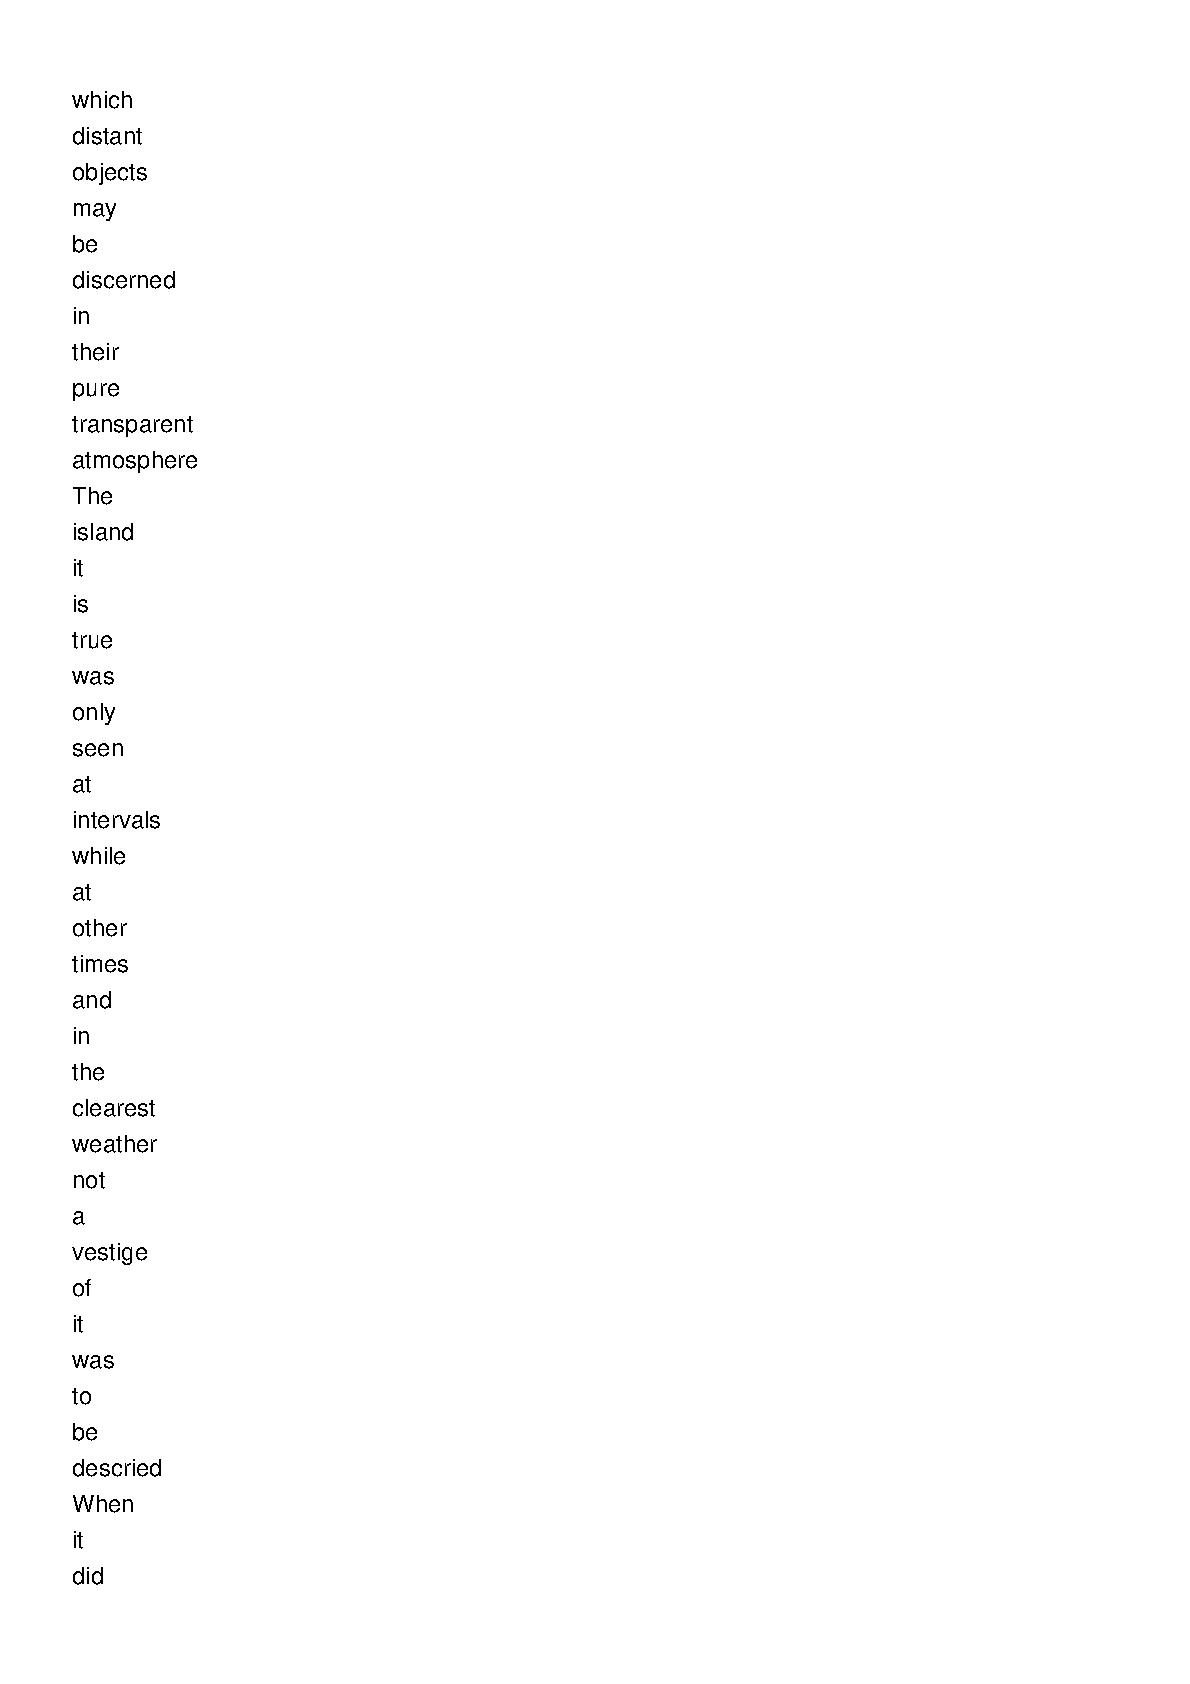 which
distant
objects
may
be
discerned
in
their
pure
transparent
atmosphere
The
island
it
is
true
was
only
seen
at
intervals
while
at
other
times
and
in
the
clearest
weather
not
a
vestige
of
it
was
to
be
descried
When
it
did